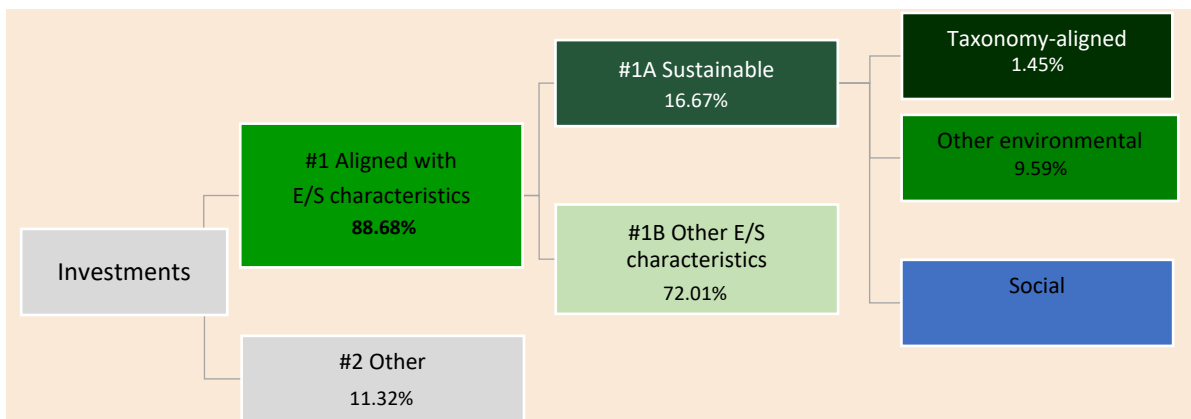 Investments
#1 Aligned with
E/S characteristics
88.68%
#2 Other
11.32%
#1A Sustainable
16.67%
#1B Other E/S
characteristics
72.01%
Taxonomy-aligned
1.45%
Other environmental
9.59%
Social